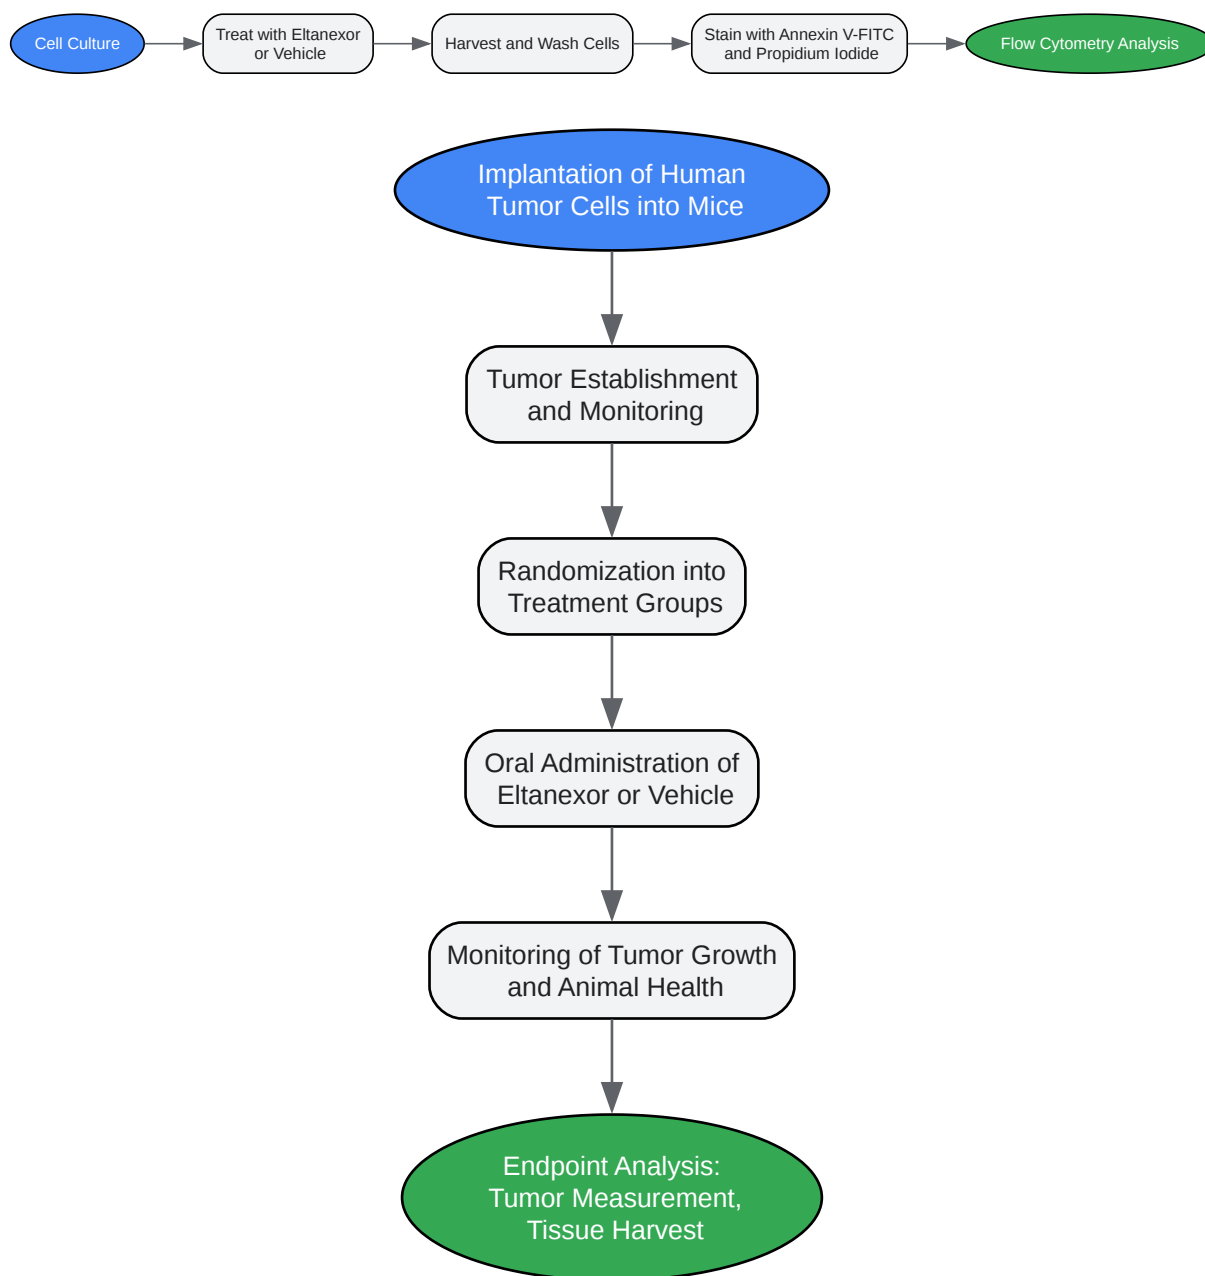 Cell Culture
Treat with Eltanexor
or Vehicle
Harvest and Wash Cells
Stain with Annexin V-FITC
and Propidium Iodide
Flow Cytometry Analysis
Implantation of Human
Tumor Cells into Mice
Tumor Establishment
and Monitoring
Randomization into
Treatment Groups
Oral Administration of
Eltanexor or Vehicle
Monitoring of Tumor Growth
and Animal Health
Endpoint Analysis:
Tumor Measurement,
Tissue Harvest